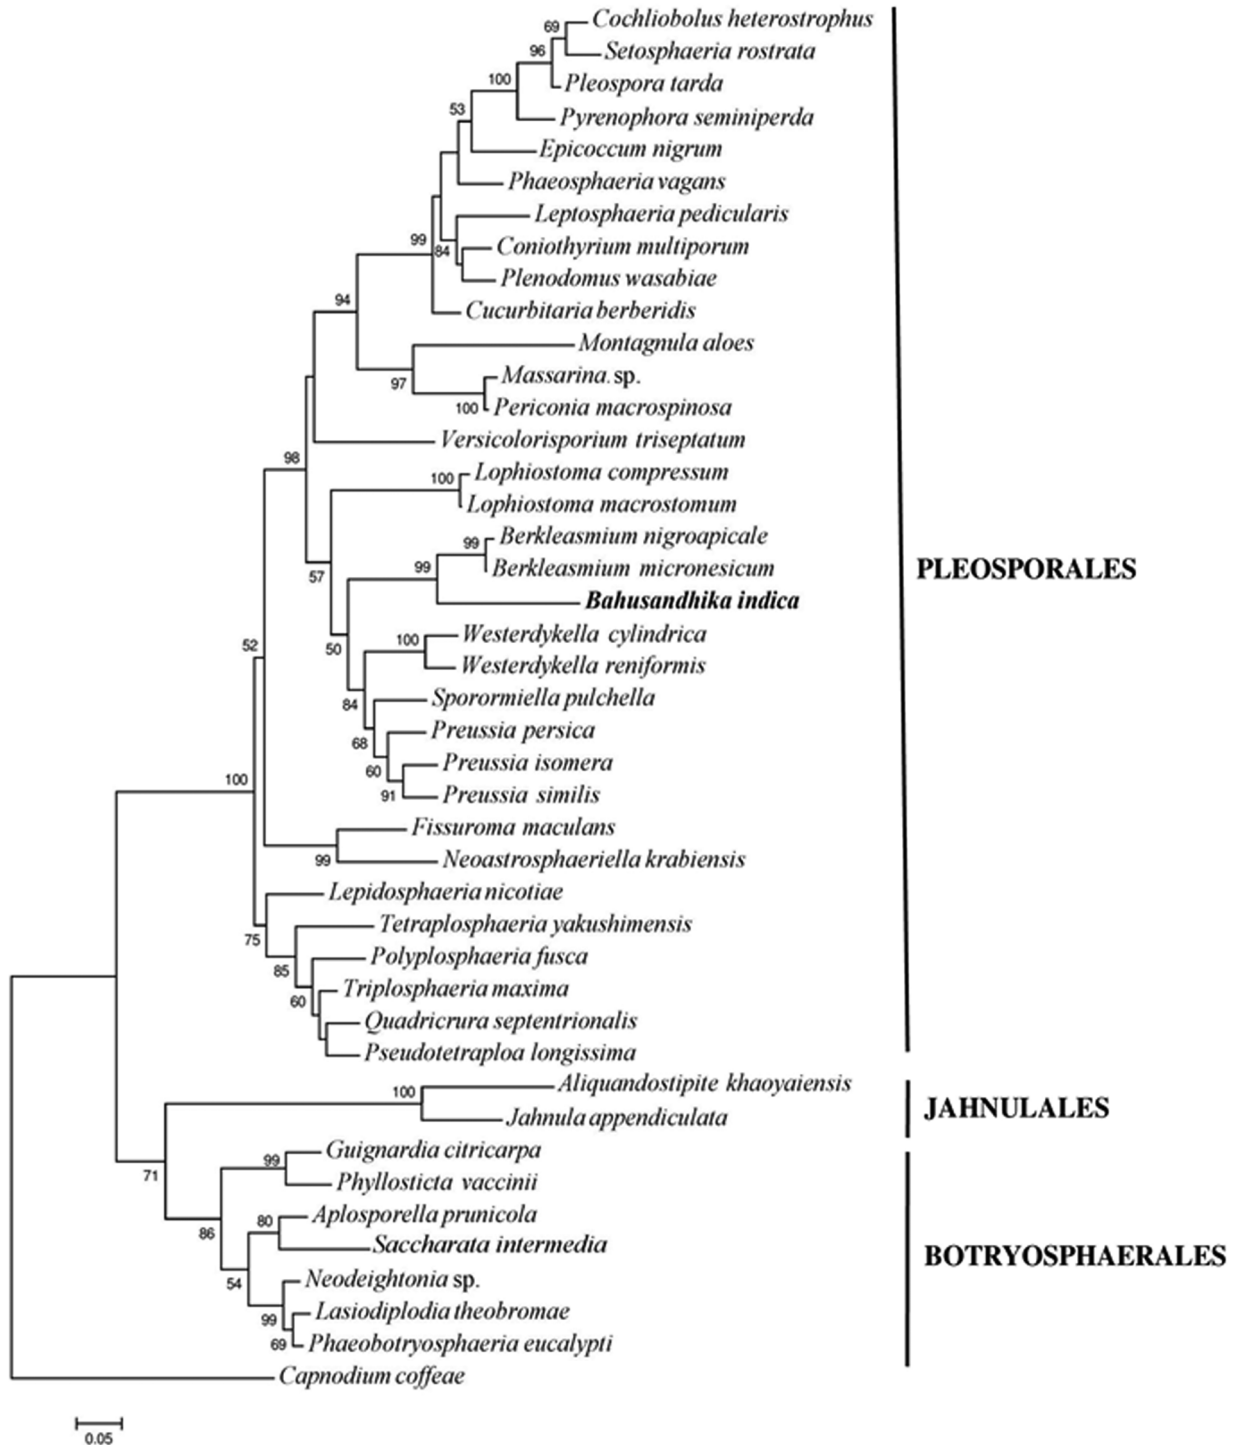 69
Cochliobolus heterostrophus
96
Setosphaeria rostrata
100
Pleospora tarda
53
Pyrenophora seminiperda
Epicoccum nigrum
Phaeosphaeria vagans
Leptosphaeria pedicularis
99
84
Coniothyrium multiporum
Plenodomus wasabiae
94
Cucurbitaria berberidis
Montagnula aloes
97
Massarina. sp.
100
Periconia macrospinosa
Versicolorisporium triseptatum
98
100
Lophiostoma compressum
Lophiostoma macrostomum
99
Berkleasmium nigroapicale
57
99
Berkleasmium micronesicum
PLEOSPORALES
Bahusandhika indica
52
50
100
Westerdykella cylindrica
Westerdykella reniformis
84
Sporormiella pulchella
68
Preussia persica
60
Preussia isomera
100
91
Preussia similis
Fissuroma maculans
99
Neoastrosphaeriella krabiensis
Lepidosphaeria nicotiae
75
Tetraplosphaeria yakushimensis
85
Polyplosphaeria fusca
60
Triplosphaeria maxima
Quadricrura septentrionalis
Pseudotetraploa longissima
100
Aliquandostipite khaoyaiensis
JAHNULALES
Jahnula appendiculata
71
99
Guignardia citricarpa
Phyllosticta vaccinii
86
80
Aplosporella prunicola
Saccharata intermedia
BOTRYOSPHAERALES
54
Neodeightonia sp.
99
Lasiodiplodia theobromae
69
Phaeobotryosphaeria eucalypti
Capnodium coffeae
0.05